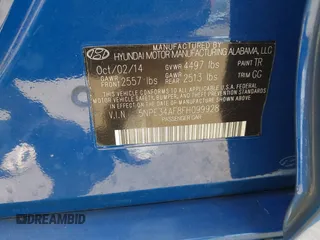 MANUFACTURED BY
HYUNDAI MOTOR MANUFACTURING ALABAMA, LLC
Oct/02/14 GVWR 4497 lbs PAINT TR
GAWR FRONT 2557 lbs GAWR REAR 2513 lbs TRIM GG
THIS VEHICLE CONFORMS TO ALL APPLICABLE
FEDERAL MOTOR VEHICLE SAFETY, BUMPER, AND
THEFT PREVENTION STANDARDS IN EFFECT ON THE
DATE OF MANUFACTURE SHOWN ABOVE.
V.I.N. 5NPE34AF8FH099928
PASSENGER CAR
© DREAMBID.COM